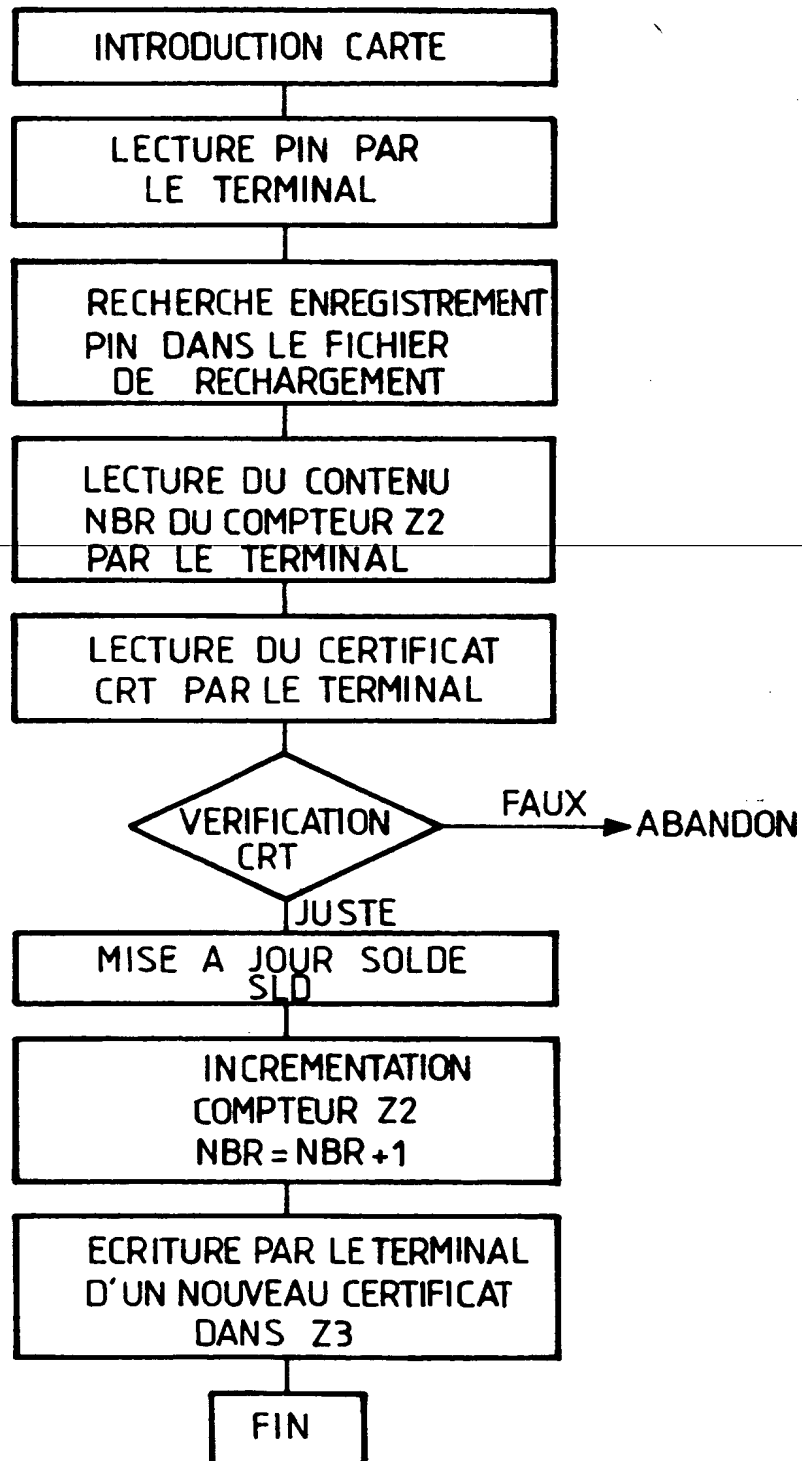 INTRODUCTION CARTE
LECTURE PIN PAR
LE TERMINAL
RECHERCHE ENREGISTREMENT
PIN DANS LE FICHIER
DE RECHARGEMENT
LECTURE DU CONTENU
NBR DU COMPTEUR Z2
PAR LE TERMINAL
LECTURE DU CERTIFICAT
CRT PAR LE TERMINAL
VERIFICATION
CRT
FAUX
ABANDON
JUSTE
MISE A JOUR SOLDE
SLD
INCREMENTATION
COMPTEUR Z2
NBR = NBR +1
ECRITURE PAR LE TERMINAL
D'UN NOUVEAU CERTIFICAT
DANS Z3
FIN